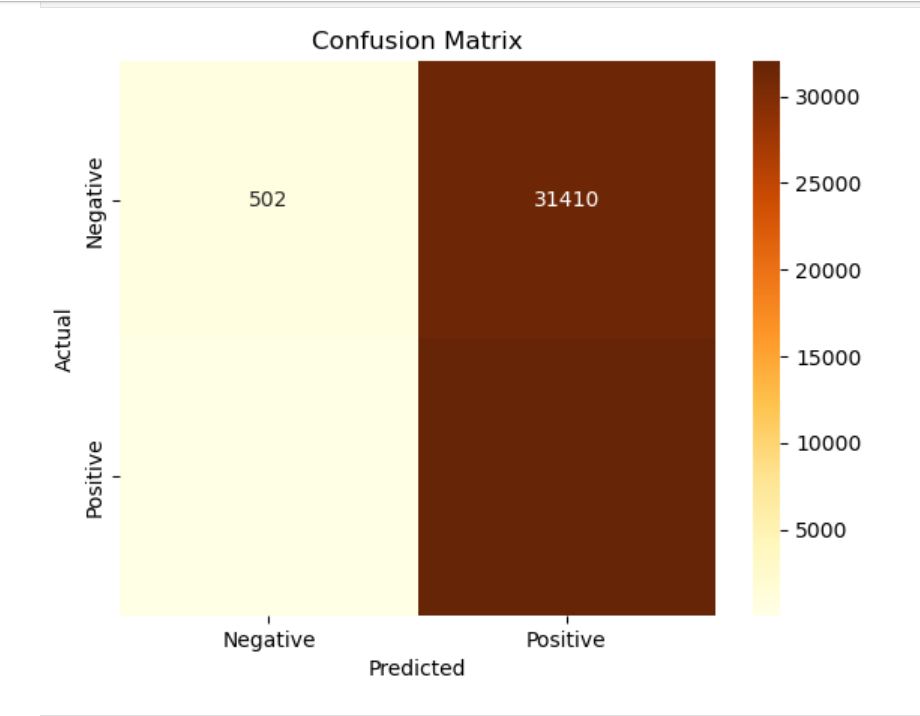 Confusion Matrix
Negative
502
31410
Positive
Actual
Negative
Positive
Predicted
30000
25000
20000
15000
10000
5000